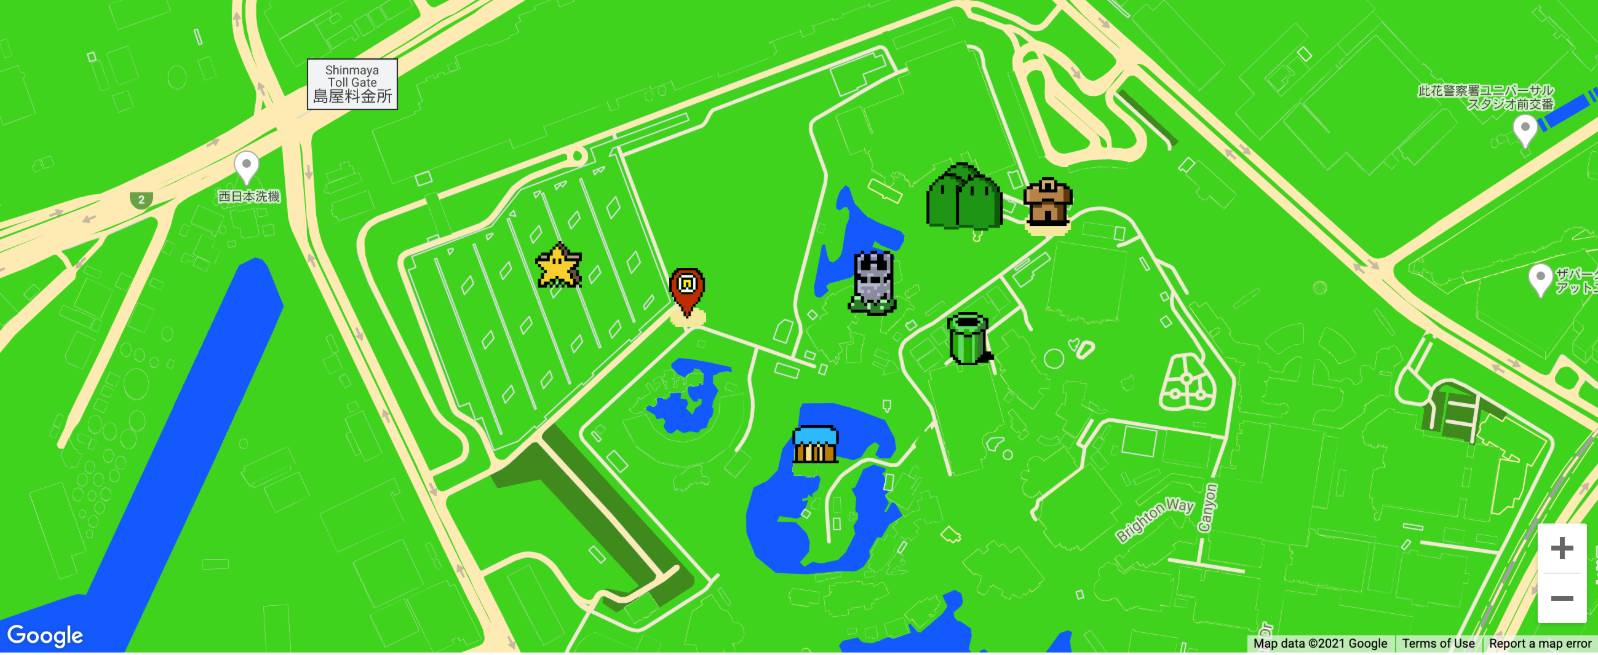 Shinmaya
Toll Gate
島屋料金所
西日本洗機
2
此花警察署ユニバーサル
スタジオ前交番
ザパーク
アットユ
Brighton Way
Canyon
Dr
Google
Map data ©2021 Google
Terms of Use
Report a map error